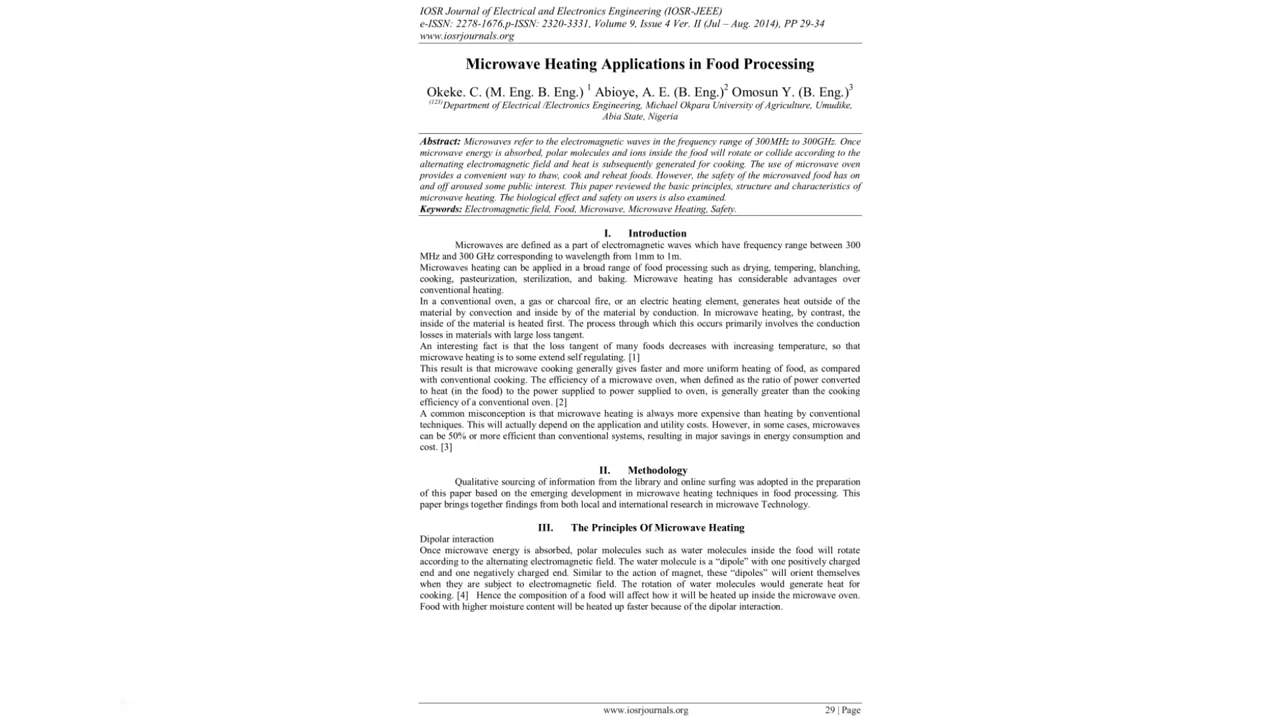 IOSR Journal of Electrical and Electronics Engineering (IOSR-JEEE)
e-ISSN: 2278-1676,p-ISSN: 2320-3331, Volume 9, Issue 4 Ver. II (Jul – Aug. 2014), PP 29-34
www.iosrjournals.org
Microwave Heating Applications in Food Processing
Okeke. C. (M. Eng. B. Eng.) 1 Abioye, A. E. (B. Eng.)2 Omosun Y. (B. Eng.)3
(123)Department of Electrical /Electronics Engineering, Michael Okpara University of Agriculture, Umudike,
Abia State, Nigeria
Abstract: Microwaves refer to the electromagnetic waves in the frequency range of 300MHz to 300GHz. Once
microwave energy is absorbed, polar molecules and ions inside the food will rotate or collide according to the
alternating electromagnetic field and heat is subsequently generated for cooking. The use of microwave oven
provides a convenient way to thaw, cook and reheat foods. However, the safety of the microwaved food has on
and off aroused some public interest. This paper reviewed the basic principles, structure and characteristics of
microwave heating. The biological effect and safety on users is also examined.
Keywords: Electromagnetic field, Food, Microwave, Microwave Heating, Safety.
I. Introduction
Microwaves are defined as a part of electromagnetic waves which have frequency range between 300
MHz and 300 GHz corresponding to wavelength from 1mm to 1m.
Microwaves heating can be applied in a broad range of food processing such as drying, tempering, blanching,
cooking, pasteurization, sterilization, and baking. Microwave heating has considerable advantages over
conventional heating.
In a conventional oven, a gas or charcoal fire, or an electric heating element, generates heat outside of the
material by convection and inside by of the material by conduction. In microwave heating, by contrast, the
inside of the material is heated first. The process through which this occurs primarily involves the conduction
losses in materials with large loss tangent.
An interesting fact is that the loss tangent of many foods decreases with increasing temperature, so that
microwave heating is to some extend self regulating. [1]
This result is that microwave cooking generally gives faster and more uniform heating of food, as compared
with conventional cooking. The efficiency of a microwave oven, when defined as the ratio of power converted
to heat (in the food) to the power supplied to power supplied to oven, is generally greater than the cooking
efficiency of a conventional oven. [2]
A common misconception is that microwave heating is always more expensive than heating by conventional
techniques. This will actually depend on the application and utility costs. However, in some cases, microwaves
can be 50% or more efficient than conventional systems, resulting in major savings in energy consumption and
cost. [3]
II. Methodology
Qualitative sourcing of information from the library and online surfing was adopted in the preparation
of this paper based on the emerging development in microwave heating techniques in food processing. This
paper brings together findings from both local and international research in microwave Technology.
III. The Principles Of Microwave Heating
Dipolar interaction
Once microwave energy is absorbed, polar molecules such as water molecules inside the food will rotate
according to the alternating electromagnetic field. The water molecule is a “dipole” with one positively charged
end and one negatively charged end. Similar to the action of magnet, these “dipoles” will orient themselves
when they are subject to electromagnetic field. The rotation of water molecules would generate heat for
cooking. [4] Hence the composition of a food will affect how it will be heated up inside the microwave oven.
Food with higher moisture content will be heated up faster because of the dipolar interaction.
www.iosrjournals.org
29 | Page